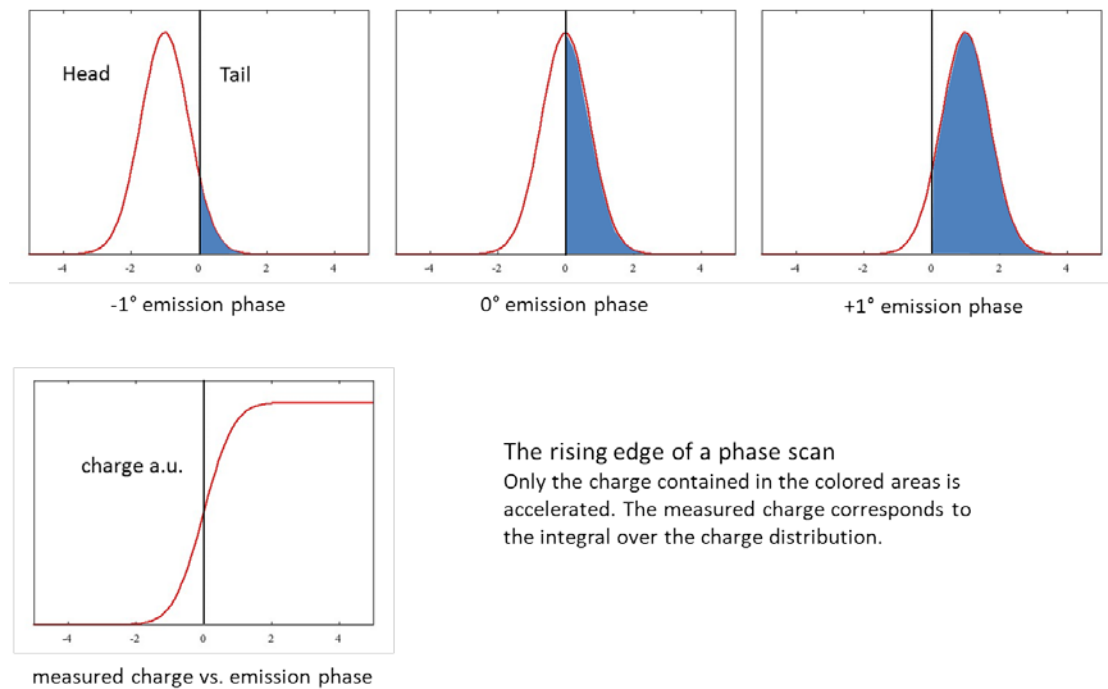 Head
Tail
-4 -2 0 2 4
-4 -2 0 2 4
-4 -2 0 2 4
-1° emission phase
0° emission phase
+1° emission phase
charge a.u.
-4 -2 0 2 4
measured charge vs. emission phase
The rising edge of a phase scan
Only the charge contained in the colored areas is
accelerated. The measured charge corresponds to
the integral over the charge distribution.